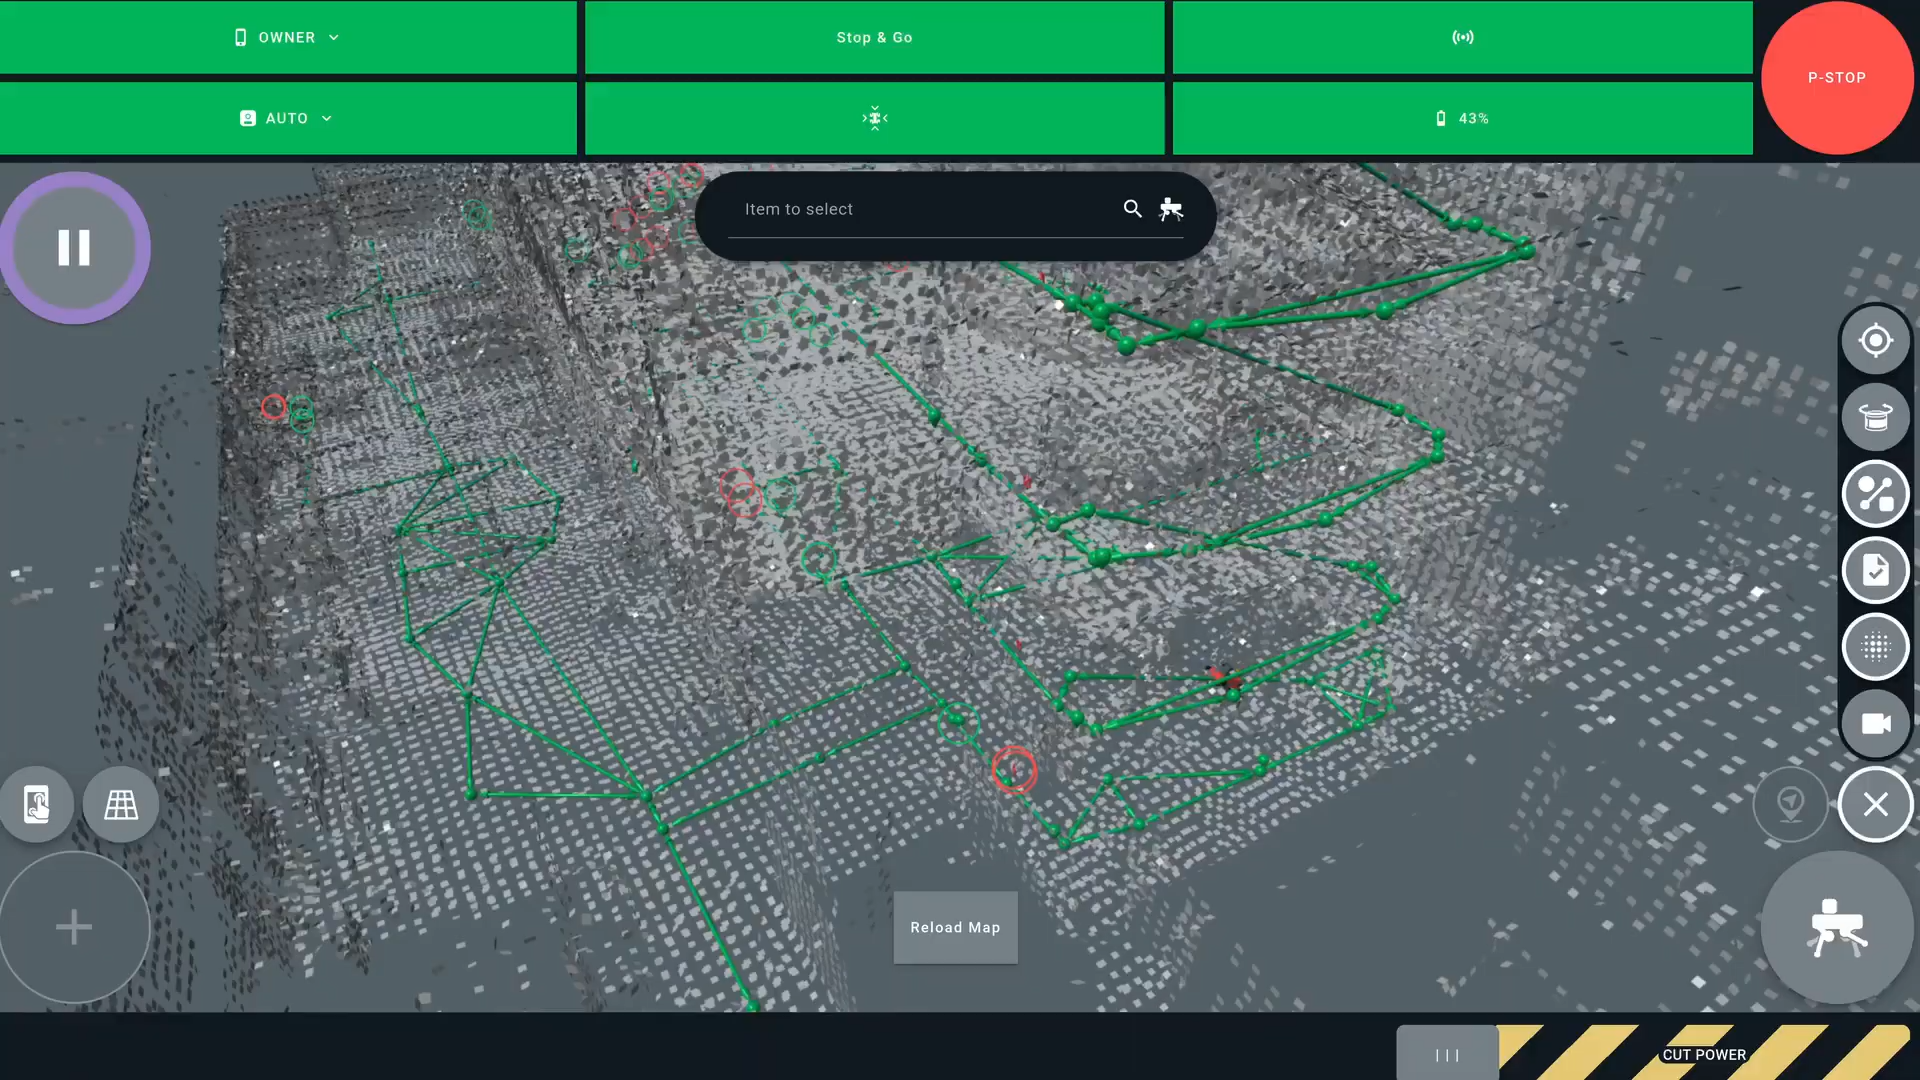 OWNER
Stop & Go
P-STOP
AUTO
43%
Item to select
Reload Map
CUT POWER